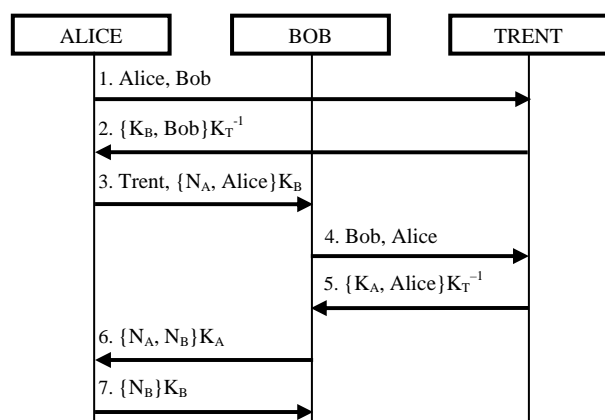 ALICE
BOB
TRENT
1. Alice, Bob
2. {K_B, Bob}K_T^-1
3. Trent, {N_A, Alice}K_B
4. Bob, Alice
5. {K_A, Alice}K_T^-1
6. {N_A, N_B}K_A
7. {N_B}K_B